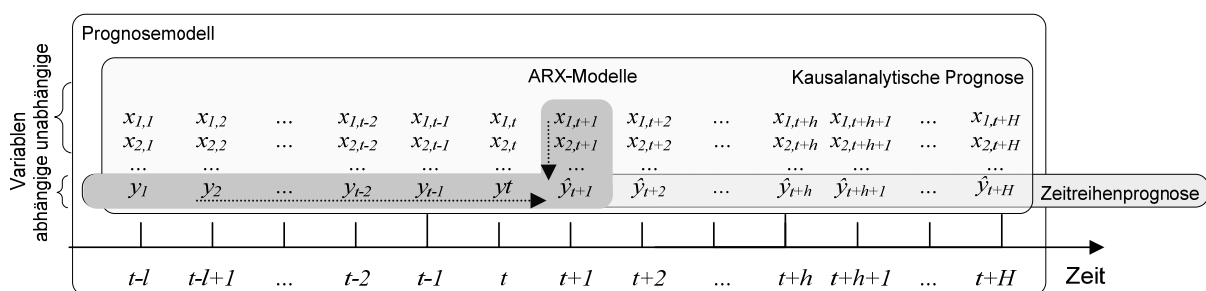 Prognosemodell
ARX-Modelle Kausalanalytische Prognose
Variablen
abhängige unabhängige
x1,1 x1,2 ... x1,t-2 x1,t-1 x1,t x1,t+1 x1,t+2 ... x1,t+h x1,t+h+1 ... x1,t+H
x2,1 x2,2 ... x2,t-2 x2,t-1 x2,t x2,t+1 x2,t+2 ... x2,t+h x2,t+h+1 ... x2,t+H
... ... ... ... ... ... ... ... ... ...
y1 y2 ... yt-2 yt-1 yt ŷt+1 ŷt+2 ... ŷt+h ŷt+h+1 ... ŷt+H Zeitreihenprognose
t-l t-l+1 ... t-2 t-1 t t+1 t+2 ... t+h t+h+1 ... t+H Zeit